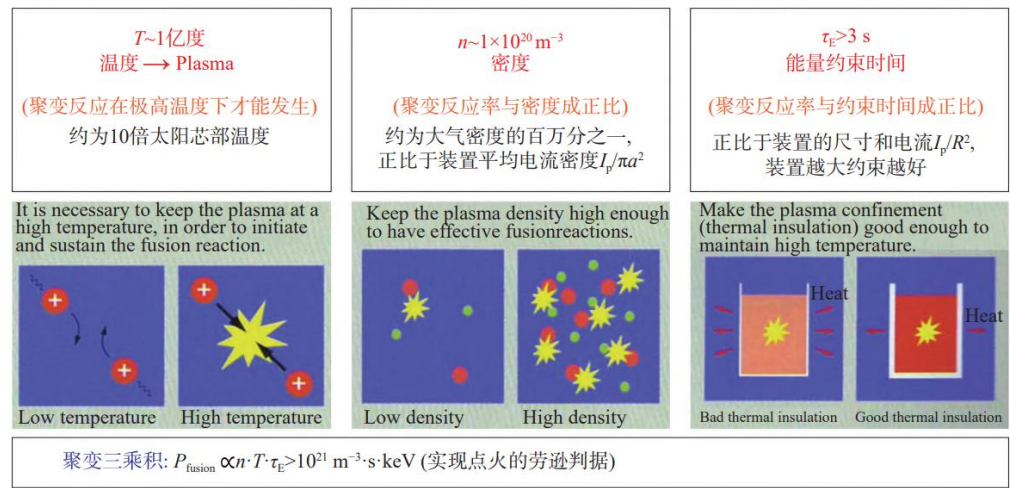 T~1亿度
温度 → Plasma
(聚变反应在极高温度下才能发生)
约为10倍太阳芯部温度
n~1×10²⁰ m⁻³
密度
(聚变反应率与密度成正比)
约为大气密度的百万分之一,
正比于装置平均电流密度Iₚ/πa²
τ_E>3 s
能量约束时间
(聚变反应率与约束时间成正比)
正比于装置的尺寸和电流Iₚ/R²,
装置越大约束越好
It is necessary to keep the plasma at a
high temperature, in order to initiate
and sustain the fusion reaction.
+
+
Low temperature
+
+
High temperature
Keep the plasma density high enough
to have effective fusionreactions.
Low density
High density
Make the plasma confinement
(thermal insulation) good enough to
maintain high temperature.
Heat
Bad thermal insulation
Heat
Good thermal insulation
聚变三乘积: P_fusion ∝n·T·τ_E>10²¹ m⁻³·s·keV (实现点火的劳逊判据)